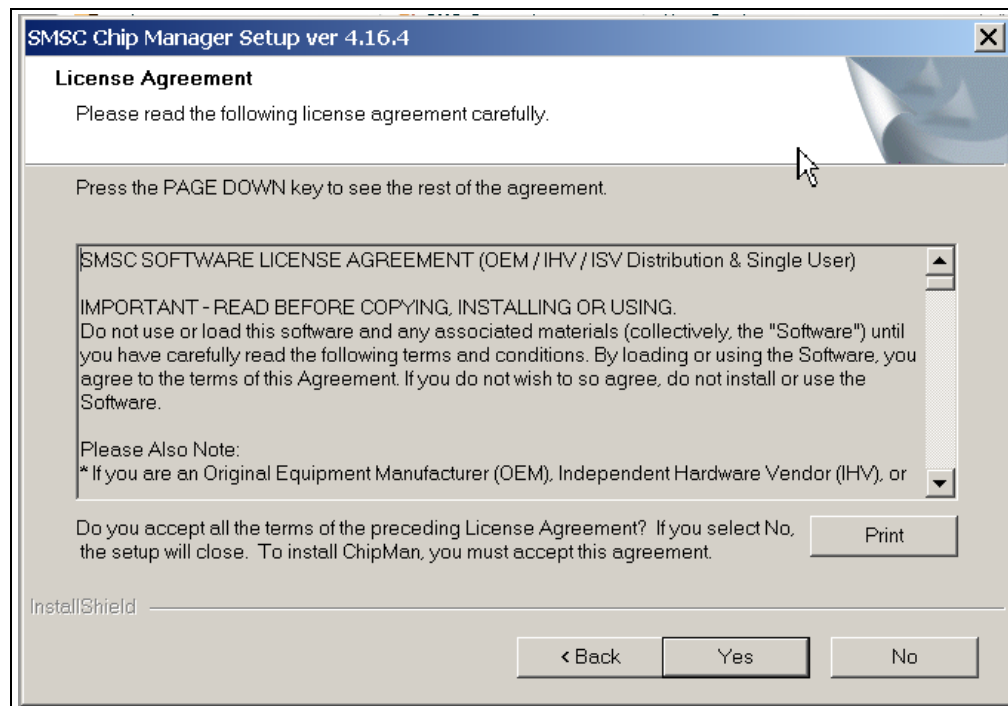 SMSC Chip Manager Setup ver 4.16.4
License Agreement
Please read the following license agreement carefully.
Press the PAGE DOWN key to see the rest of the agreement.
SMSC SOFTWARE LICENSE AGREEMENT (OEM / IHV / ISV Distribution & Single User)
IMPORTANT - READ BEFORE COPYING, INSTALLING OR USING.
Do not use or load this software and any associated materials (collectively, the "Software") until
you have carefully read the following terms and conditions. By loading or using the Software, you
agree to the terms of this Agreement. If you do not wish to so agree, do not install or use the
Software.
Please Also Note:
* If you are an Original Equipment Manufacturer (OEM), Independent Hardware Vendor (IHV), or
Do you accept all the terms of the preceding License Agreement? If you select No,
the setup will close. To install ChipMan, you must accept this agreement.
Print
InstallShield
< Back
Yes
No